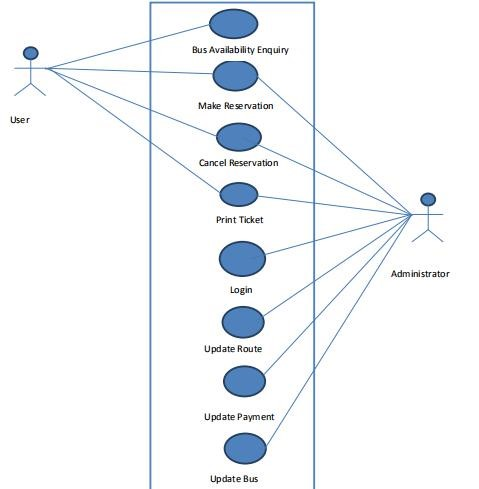 Bus Availability Enquiry
Make Reservation
User
Cancel Reservation
Print Ticket
Administrator
Login
Update Route
Update Payment
Update Bus